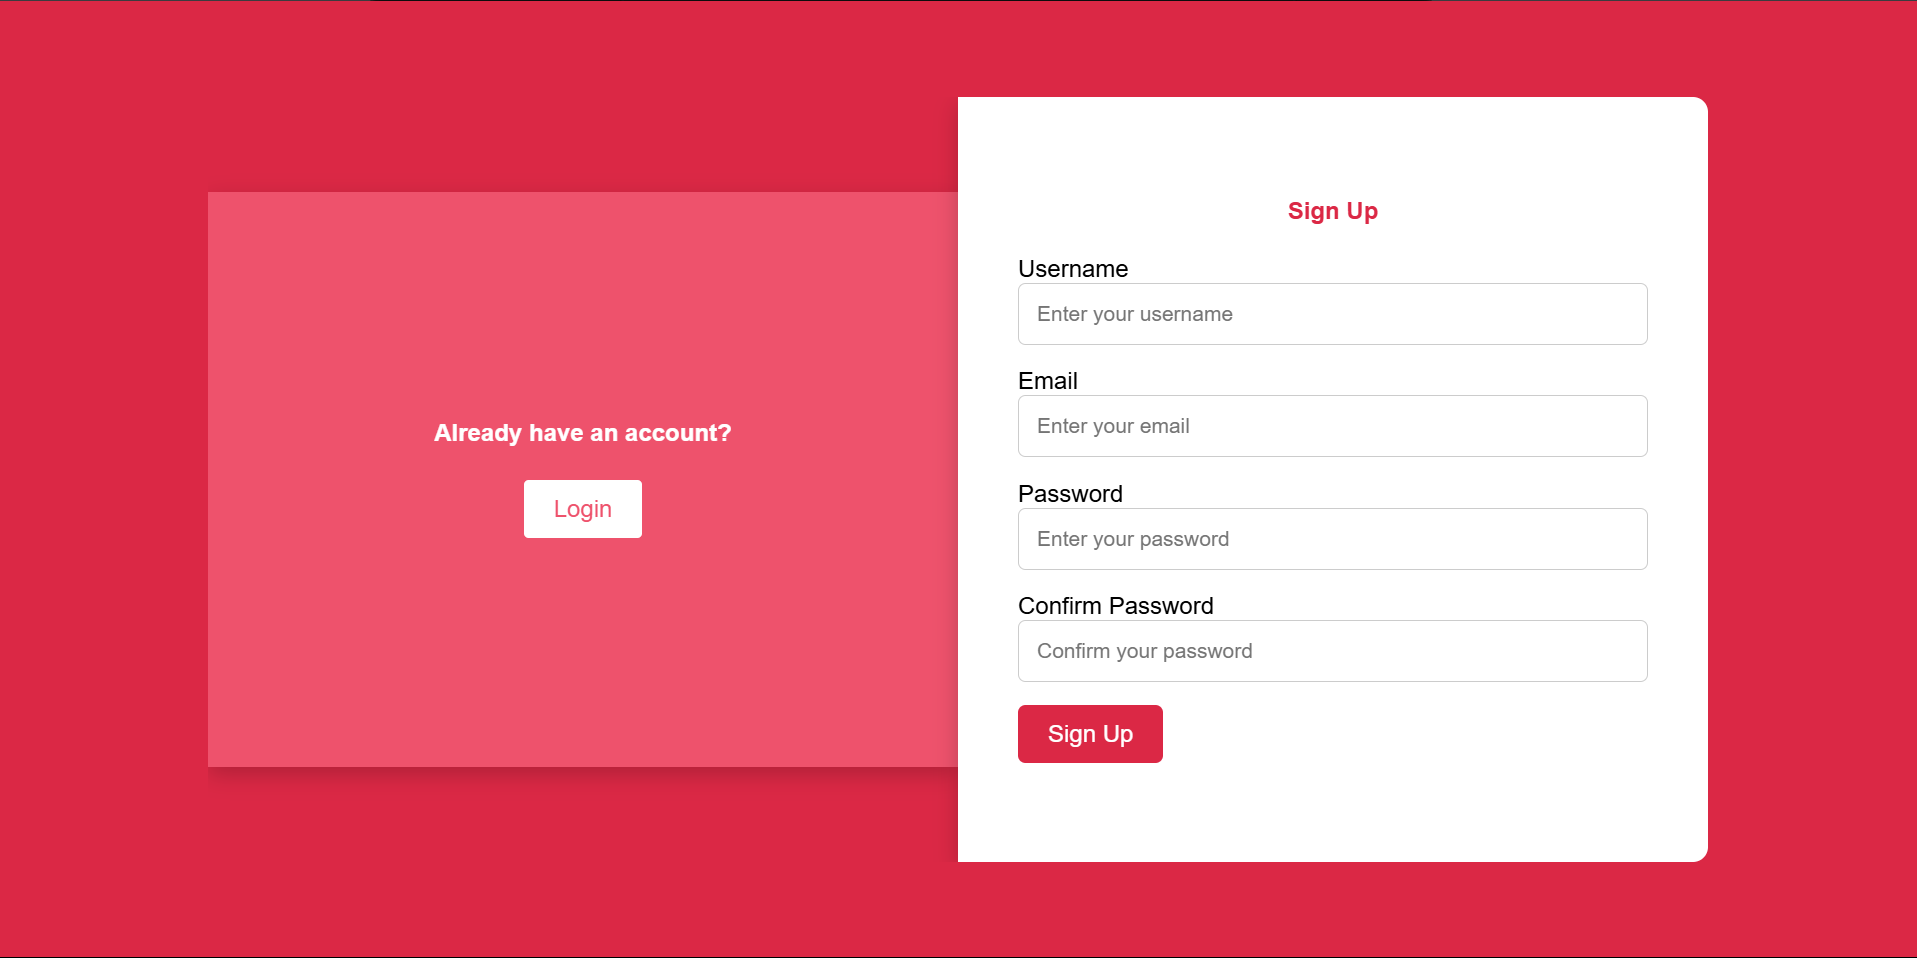 Already have an account?
Login
Sign Up
Username
Enter your username
Email
Enter your email
Password
Enter your password
Confirm Password
Confirm your password
Sign Up